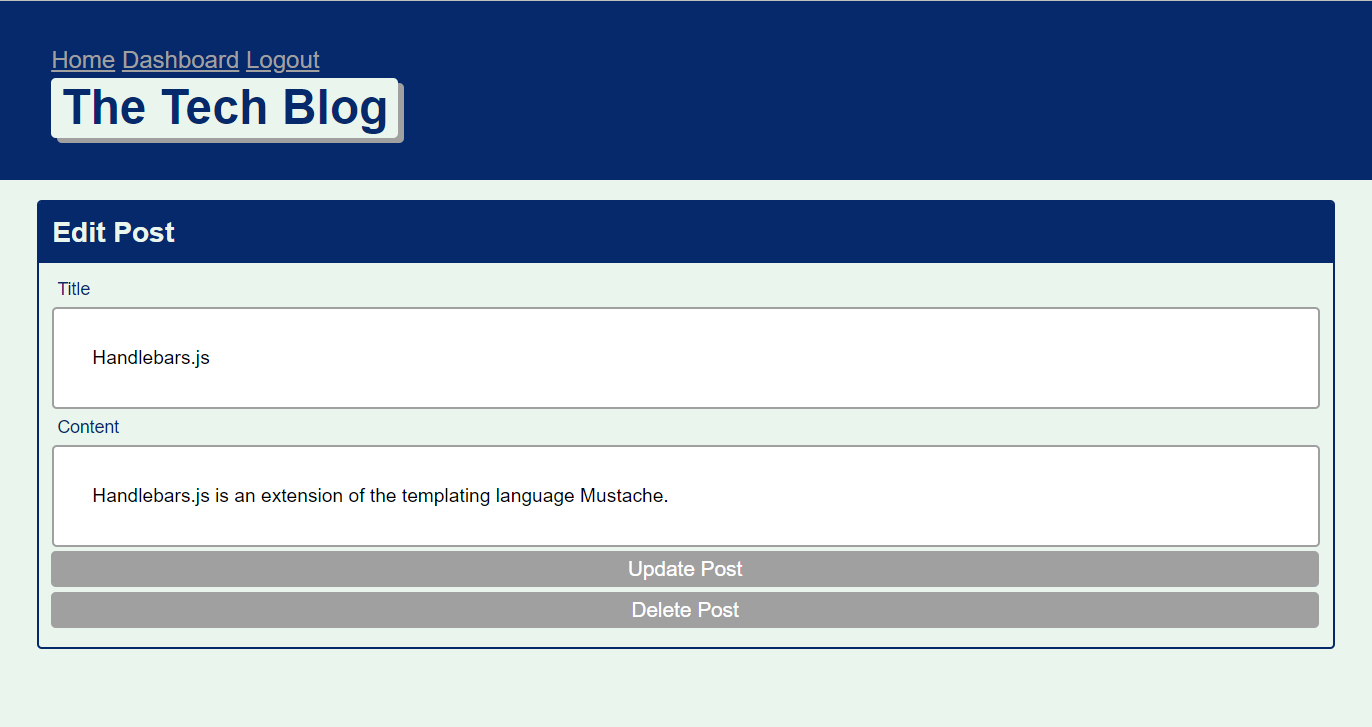 Home Dashboard Logout
The Tech Blog
Edit Post
Title
Handlebars.js
Content
Handlebars.js is an extension of the templating language Mustache.
Update Post
Delete Post